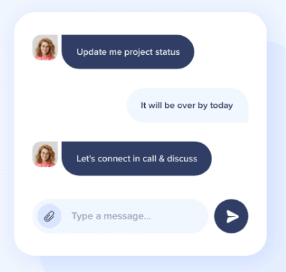 Update me project status
It will be over by today
Let's connect in call & discuss
Type a message...